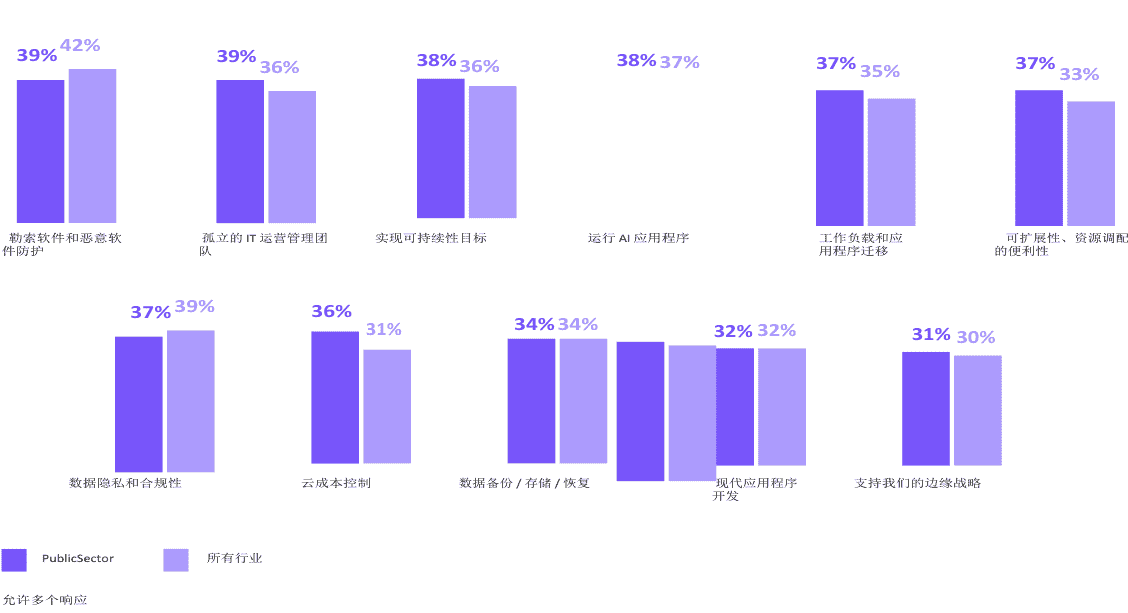 39% 42%
39% 36%
38% 36%
38% 37%
37% 35%
37% 33%
勒索软件和恶意软
件防护
孤立的 IT 运营管理团
队
实现可持续性目标
运行 AI 应用程序
工作负载和应
用程序迁移
可扩展性、资源调配
的便利性
37% 39%
36% 31%
34% 34%
32% 32%
31% 30%
数据隐私和合规性
云成本控制
数据备份 / 存储 / 恢复
现代应用程序
开发
支持我们的边缘战略
PublicSector
所有行业
允许多个响应